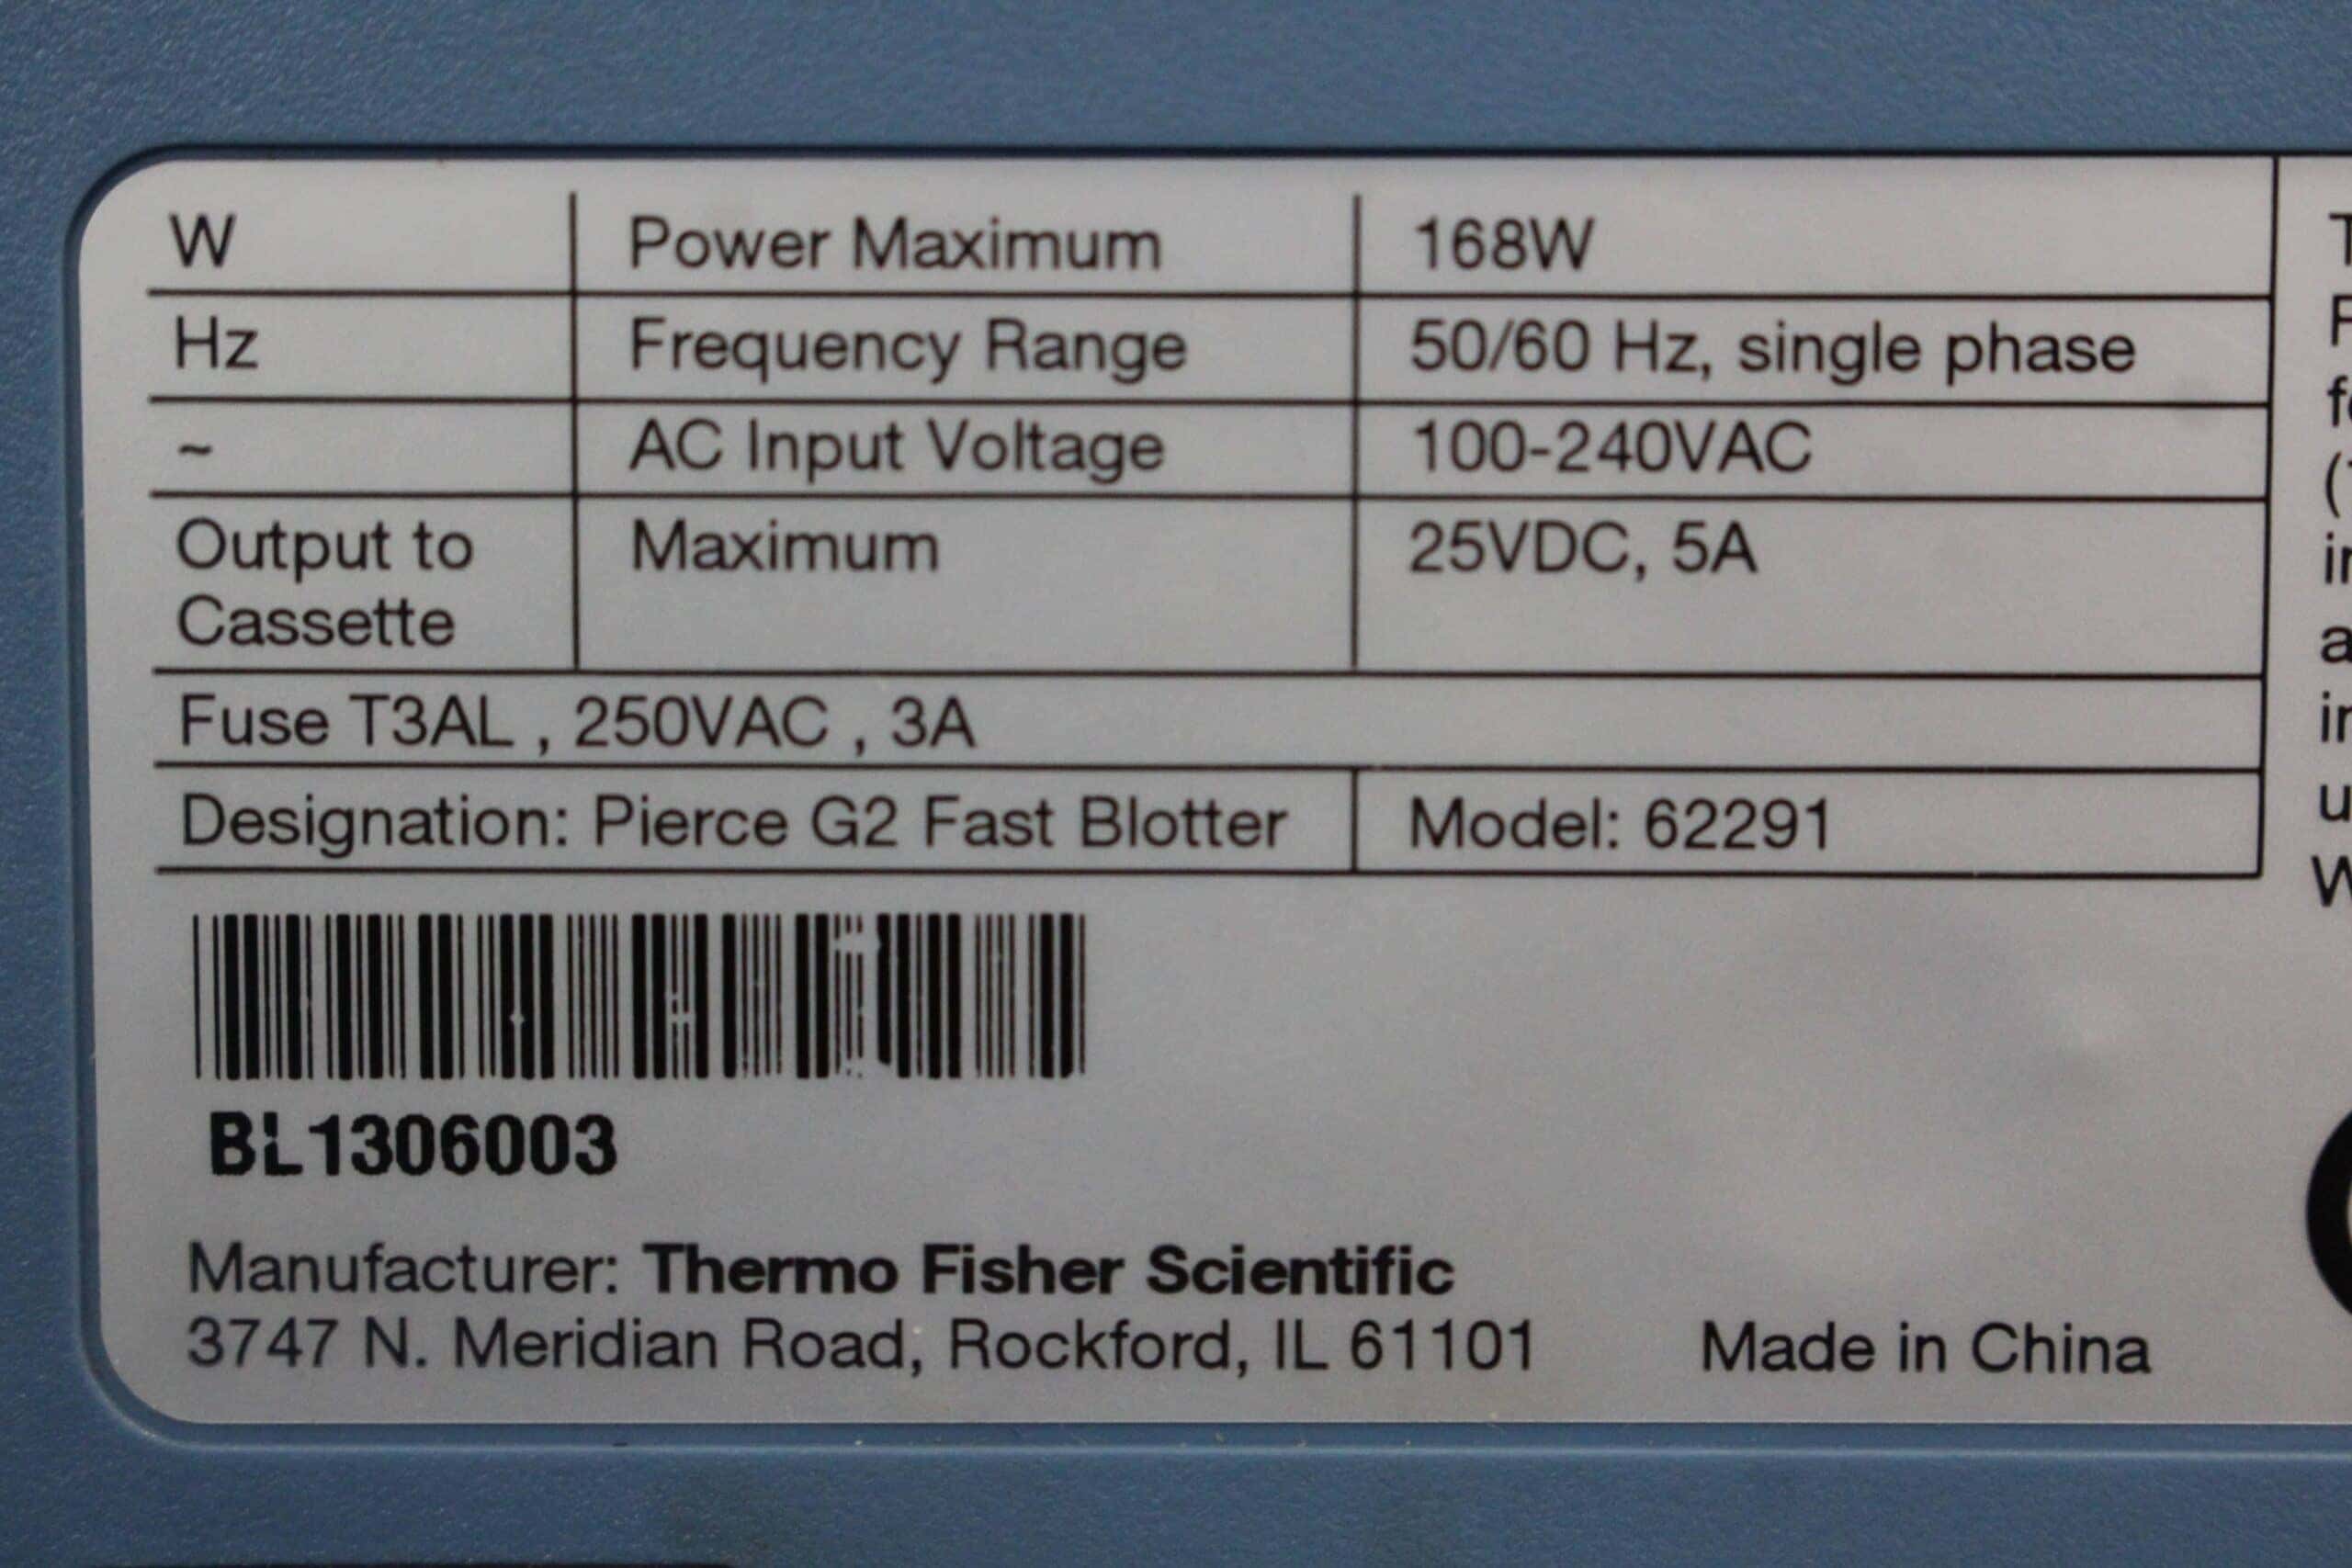 W Power Maximum 168W
Hz Frequency Range 50/60 Hz, single phase
~ AC Input Voltage 100-240VAC
Output to Maximum 25VDC, 5A
Cassette
Fuse T3AL , 250VAC , 3A
Designation: Pierce G2 Fast Blotter Model: 62291
BL1306003
Manufacturer: Thermo Fisher Scientific
3747 N. Meridian Road, Rockford, IL 61101 Made in China